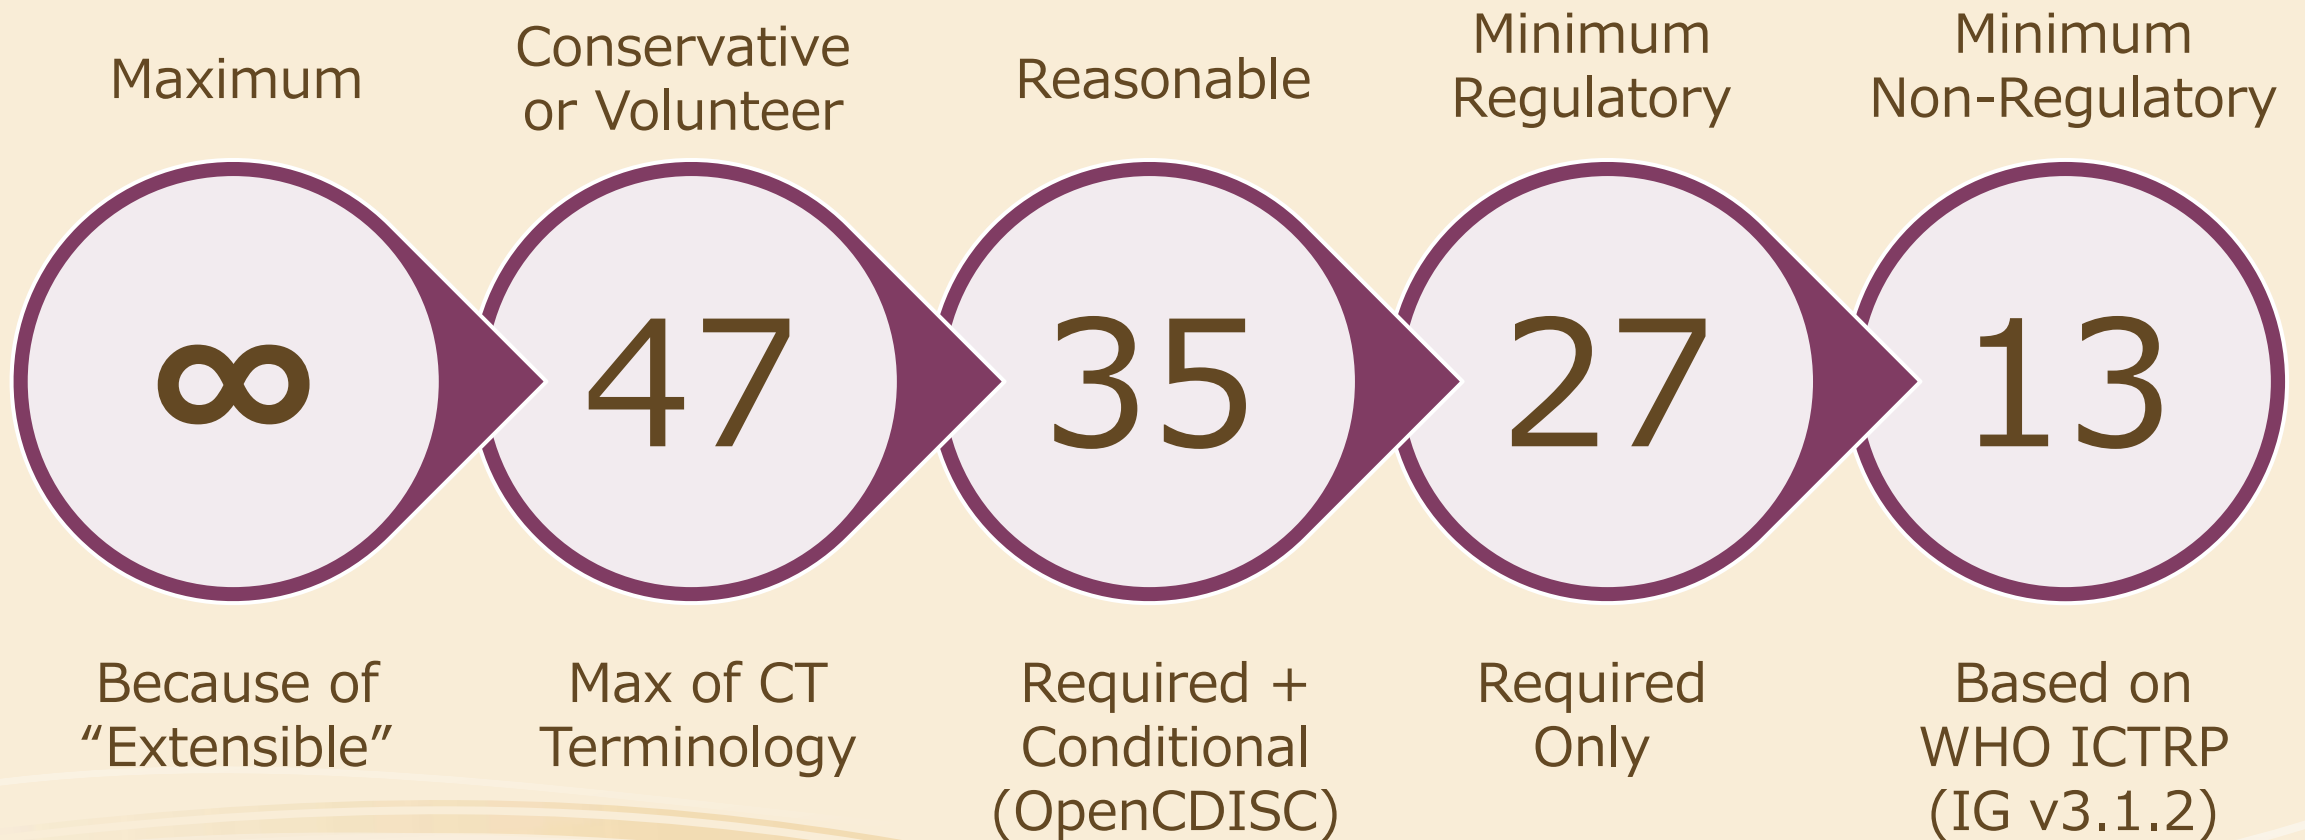 Maximum
∞
Because of
“Extensible”
Conservative
or Volunteer
47
Max of CT
Terminology
Reasonable
35
Required +
Conditional
(OpenCDISC)
Minimum
Regulatory
27
Required
Only
Minimum
Non-Regulatory
13
Based on
WHO ICTRP
(IG v3.1.2)